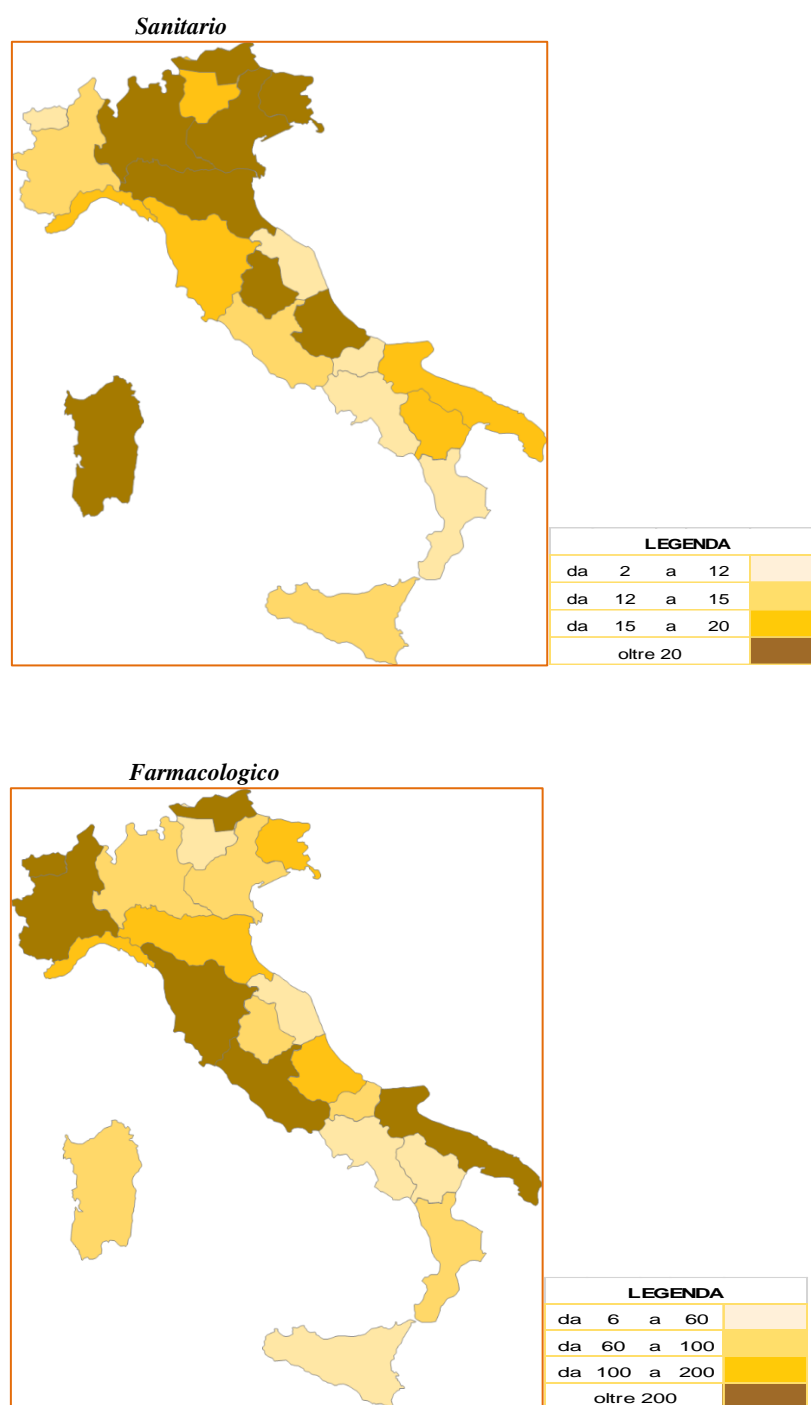 Sanitario
LEGENDA
da 2 a 12
da 12 a 15
da 15 a 20
oltre 20
Farmacologico
LEGENDA
da 6 a 60
da 60 a 100
da 100 a 200
oltre 200